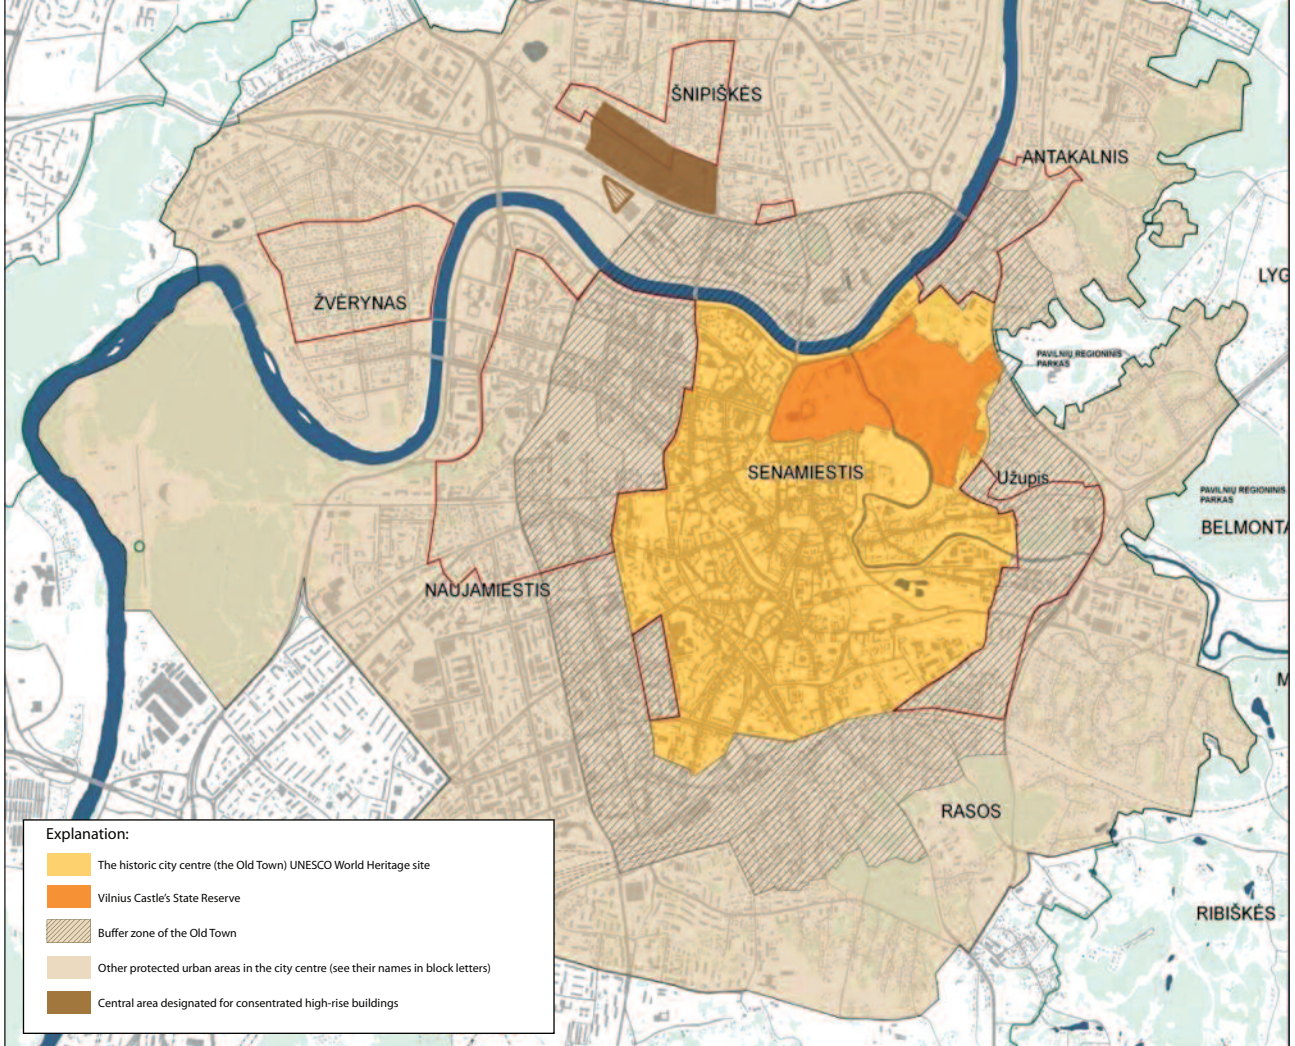 ŠNIPIŠKĖS
ANTAKALNIS
LYG
ŽVĖRYNAS
PAVILNIŲ REGIONINIS
PARKAS
SENAMIESTIS
Užupis
PAVILNIŲ REGIONINIS
PARKAS
BELMONTA
NAUJAMIESTIS
M
RASOS
RIBIŠKĖS
Explanation:
The historic city centre (the Old Town) UNESCO World Heritage site
Vilnius Castle's State Reserve
Buffer zone of the Old Town
Other protected urban areas in the city centre (see their names in block letters)
Central area designated for consentrated high-rise buildings